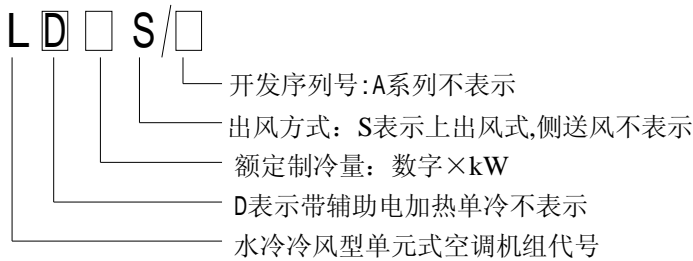 LD□S/□
开发序列号:A系列不表示
出风方式：S表示上出风式,侧送风不表示
额定制冷量：数字×kW
D表示带辅助电加热单冷不表示
水冷冷风型单元式空调机组代号